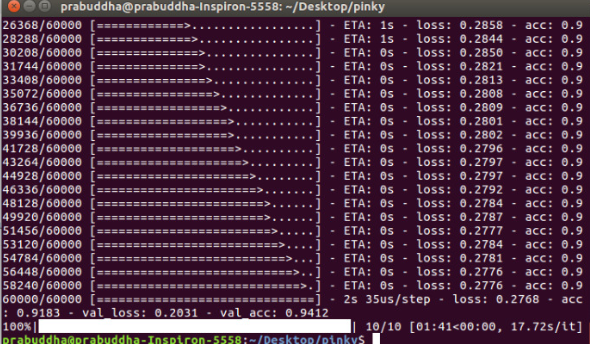 prabuddha@prabuddha-Inspiron-5558: ~/Desktop/pinky
26368/60000 [============>.................] - ETA: 1s - loss: 0.2858 - acc: 0.9
28288/60000 [=============>................] - ETA: 1s - loss: 0.2844 - acc: 0.9
30208/60000 [==============>...............] - ETA: 0s - loss: 0.2850 - acc: 0.9
31744/60000 [==============>...............] - ETA: 0s - loss: 0.2821 - acc: 0.9
33408/60000 [===============>..............] - ETA: 0s - loss: 0.2813 - acc: 0.9
35072/60000 [================>.............] - ETA: 0s - loss: 0.2808 - acc: 0.9
36736/60000 [=================>............] - ETA: 0s - loss: 0.2809 - acc: 0.9
38144/60000 [==================>...........] - ETA: 0s - loss: 0.2801 - acc: 0.9
39936/60000 [==================>...........] - ETA: 0s - loss: 0.2802 - acc: 0.9
41728/60000 [===================>..........] - ETA: 0s - loss: 0.2796 - acc: 0.9
43264/60000 [====================>.........] - ETA: 0s - loss: 0.2797 - acc: 0.9
44928/60000 [=====================>........] - ETA: 0s - loss: 0.2797 - acc: 0.9
46336/60000 [======================>.......] - ETA: 0s - loss: 0.2792 - acc: 0.9
48128/60000 [=======================>......] - ETA: 0s - loss: 0.2784 - acc: 0.9
49920/60000 [=======================>......] - ETA: 0s - loss: 0.2787 - acc: 0.9
51456/60000 [========================>.....] - ETA: 0s - loss: 0.2777 - acc: 0.9
53120/60000 [=========================>....] - ETA: 0s - loss: 0.2784 - acc: 0.9
54784/60000 [==========================>...] - ETA: 0s - loss: 0.2781 - acc: 0.9
56448/60000 [===========================>..] - ETA: 0s - loss: 0.2776 - acc: 0.9
58240/60000 [============================>.] - ETA: 0s - loss: 0.2776 - acc: 0.9
60000/60000 [==============================] - 2s 35us/step - loss: 0.2768 - acc
: 0.9183 - val_loss: 0.2031 - val_acc: 0.9412
100%|██████████████████████████████████████████| 10/10 [01:41<00:00, 17.72s/it]
prabuddha@prabuddha-Inspiron-5558:~/Desktop/pinky$